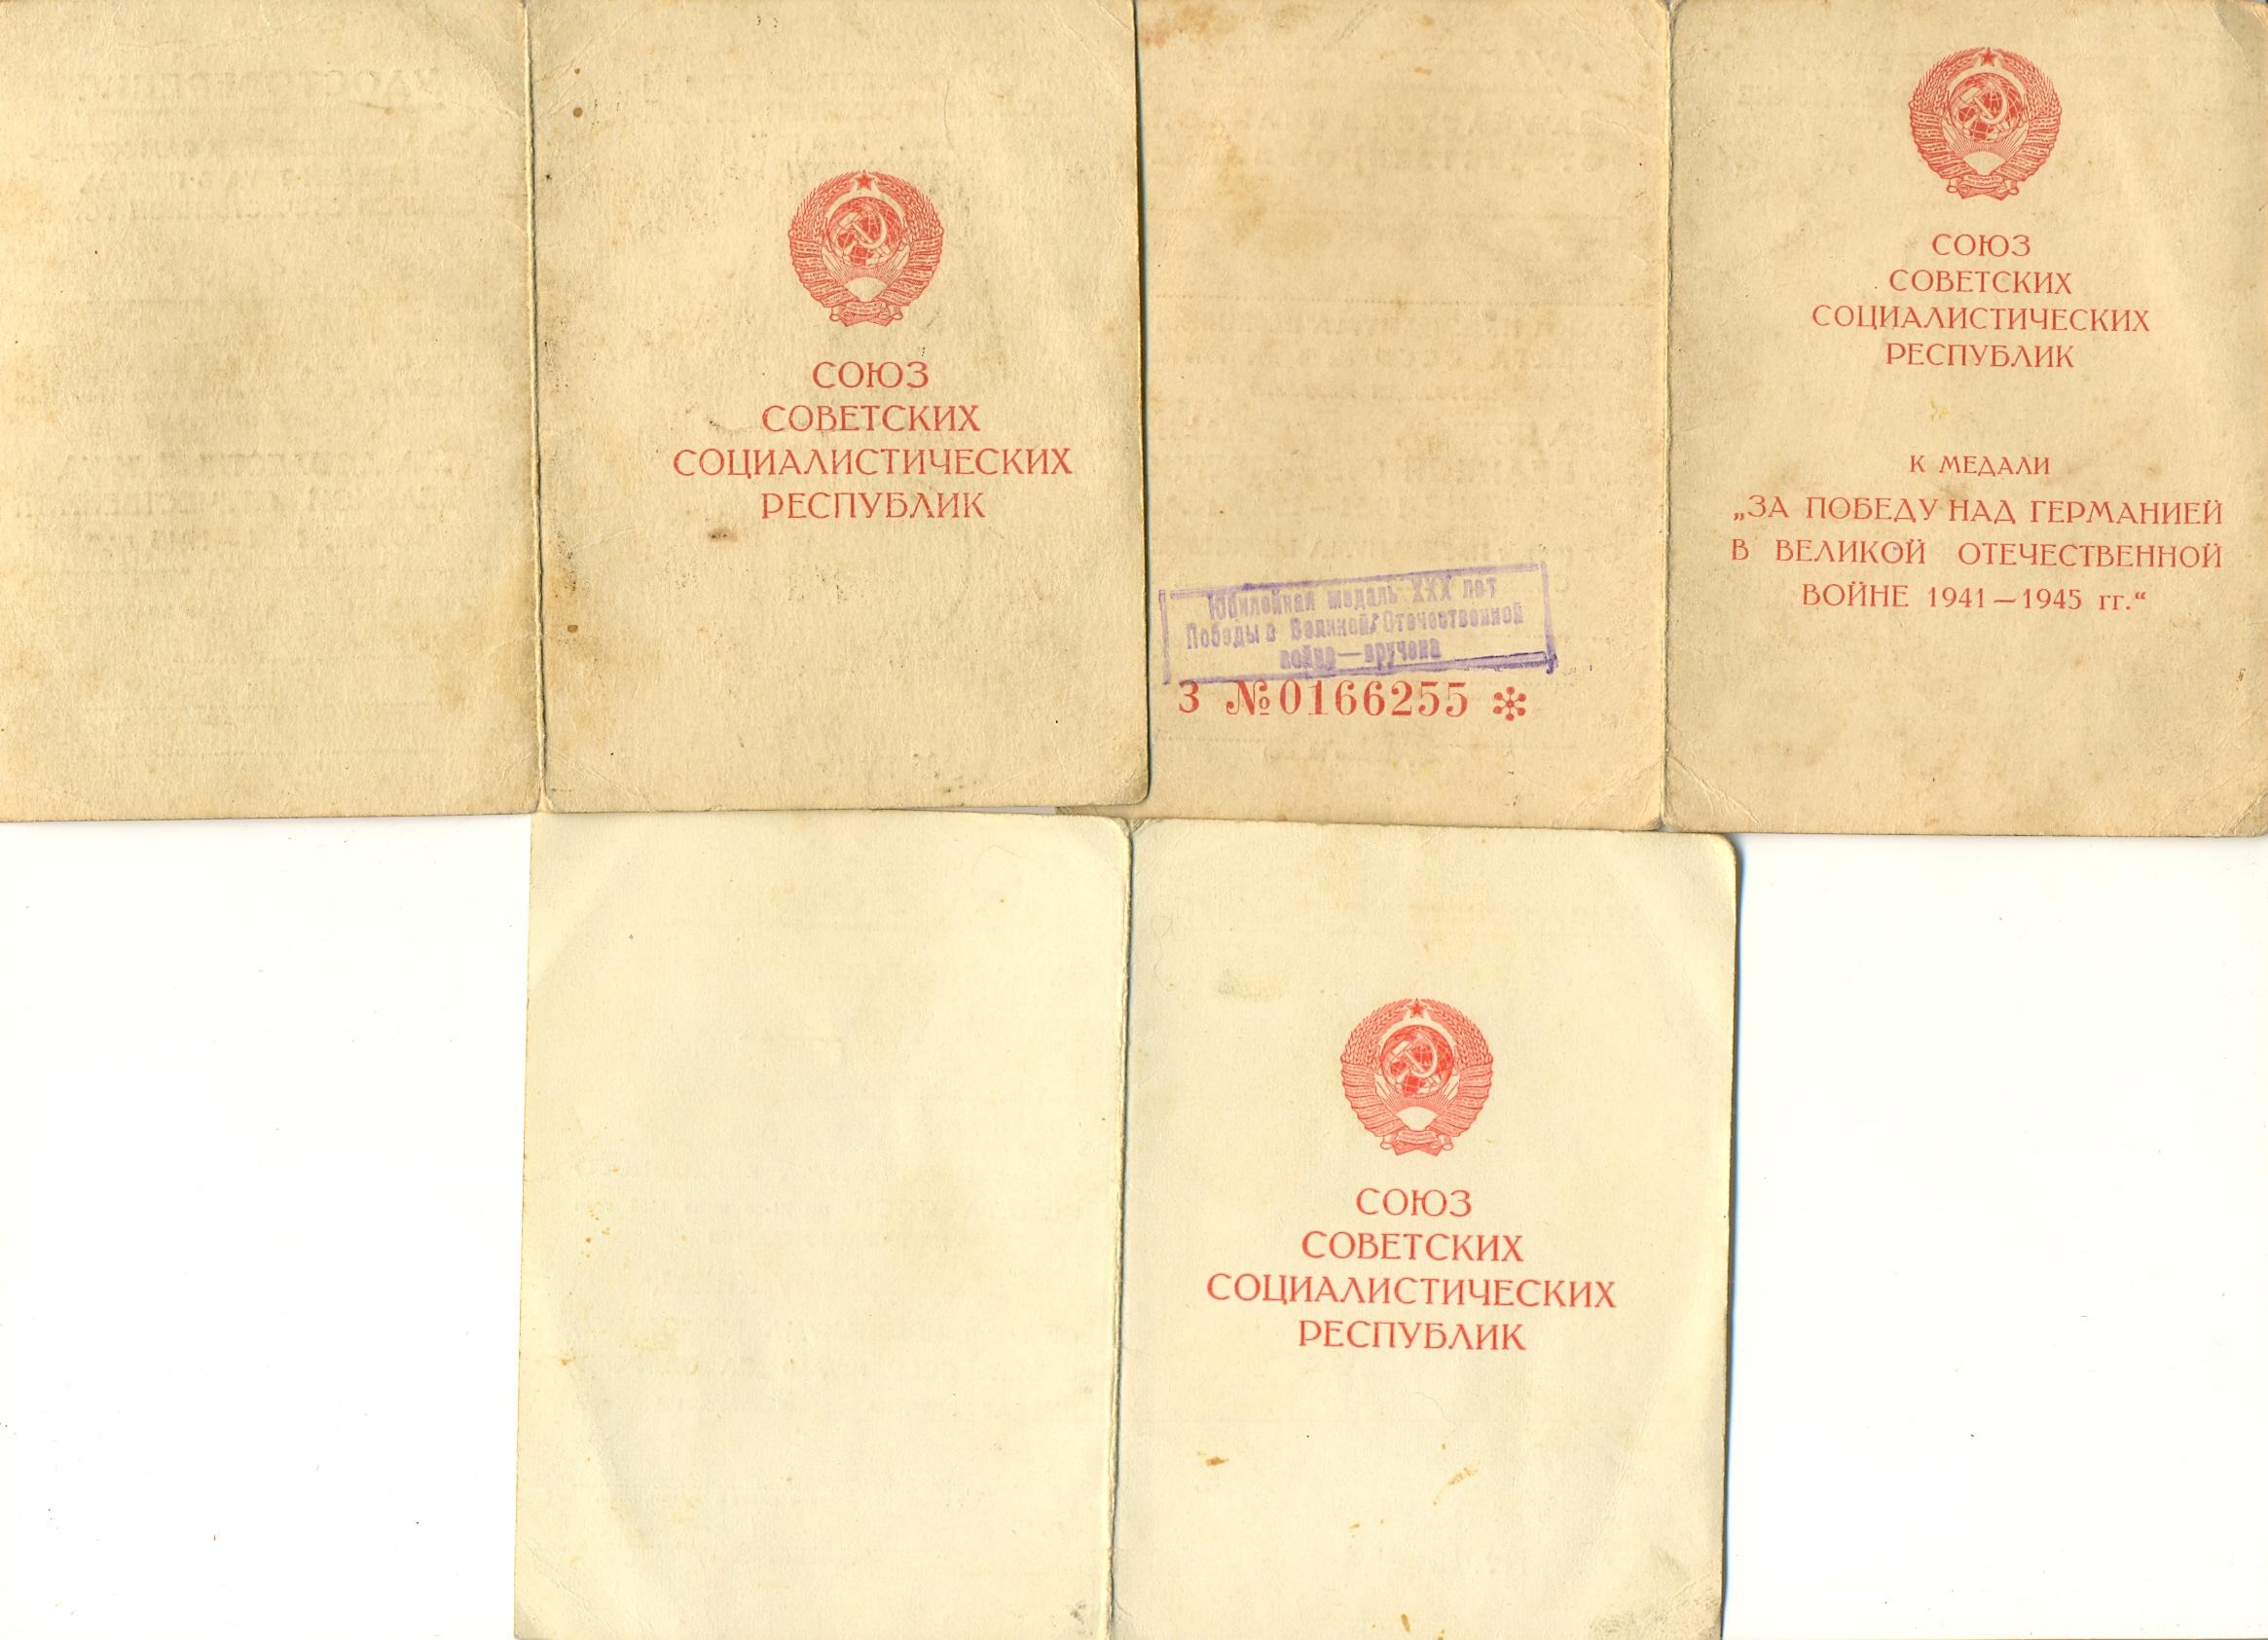 СОЮЗ
СОВЕТСКИХ
СОЦИАЛИСТИЧЕСКИХ
РЕСПУБЛИК
Юбилейная медаль XXX лет
Победы в Великой Отечественной
войне—вручена
З №0166255 *
СОЮЗ
СОВЕТСКИХ
СОЦИАЛИСТИЧЕСКИХ
РЕСПУБЛИК
К МЕДАЛИ
„ЗА ПОБЕДУ НАД ГЕРМАНИЕЙ
В ВЕЛИКОЙ ОТЕЧЕСТВЕННОЙ
ВОЙНЕ 1941—1945 гг.“
СОЮЗ
СОВЕТСКИХ
СОЦИАЛИСТИЧЕСКИХ
РЕСПУБЛИК